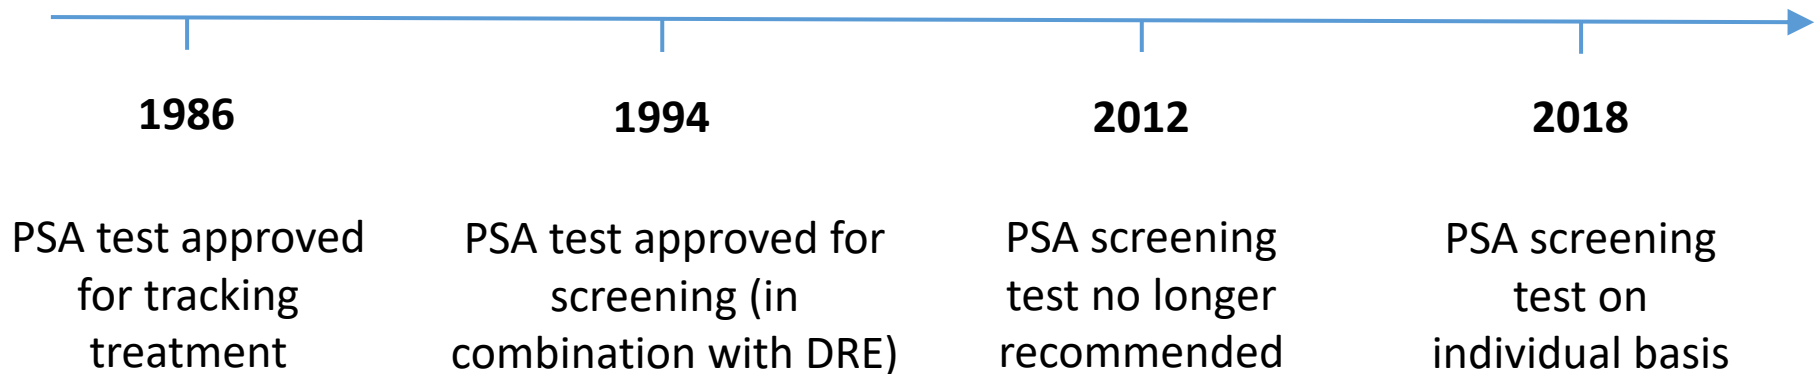 1986
PSA test approved
for tracking
treatment
1994
PSA test approved for
screening (in
combination with DRE)
2012
PSA screening
test no longer
recommended
2018
PSA screening
test on
individual basis